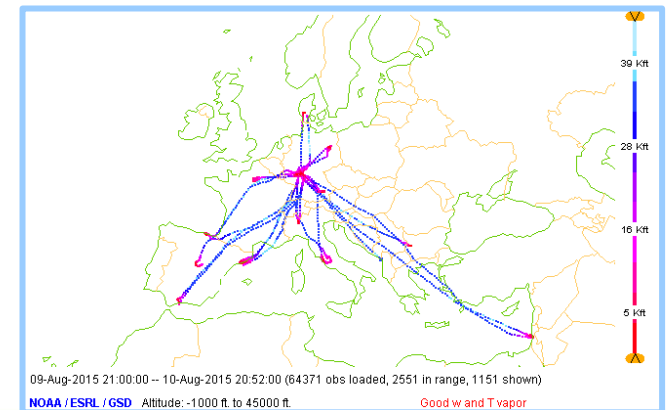 39 Kft
28 Kft
16 Kft
5 Kft
09-Aug-2015 21:00:00 -- 10-Aug-2015 20:52:00 (64371 obs loaded, 2551 in range, 1151 shown)
NOAA / ESRL / GSD Altitude: -1000 ft. to 45000 ft. Good w and T vapor